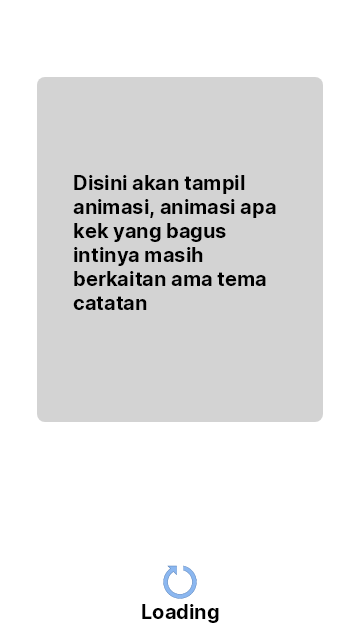 Disini akan tampil
animasi, animasi apa
kek yang bagus
intinya masih
berkaitan ama tema
catatan
Loading